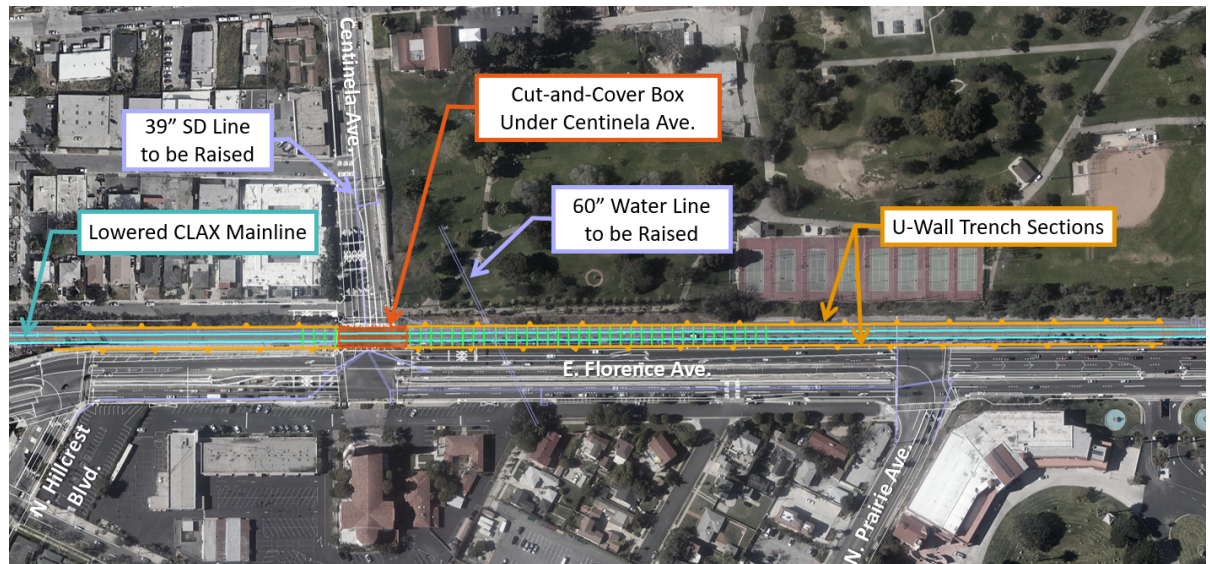 Centinela Ave.
Cut-and-Cover Box
Under Centinela Ave.
39” SD Line
to be Raised
60” Water Line
to be Raised
Lowered CLAX Mainline
U-Wall Trench Sections
E. Florence Ave.
N. Hillcrest
Blvd.
N. Prairie Ave.